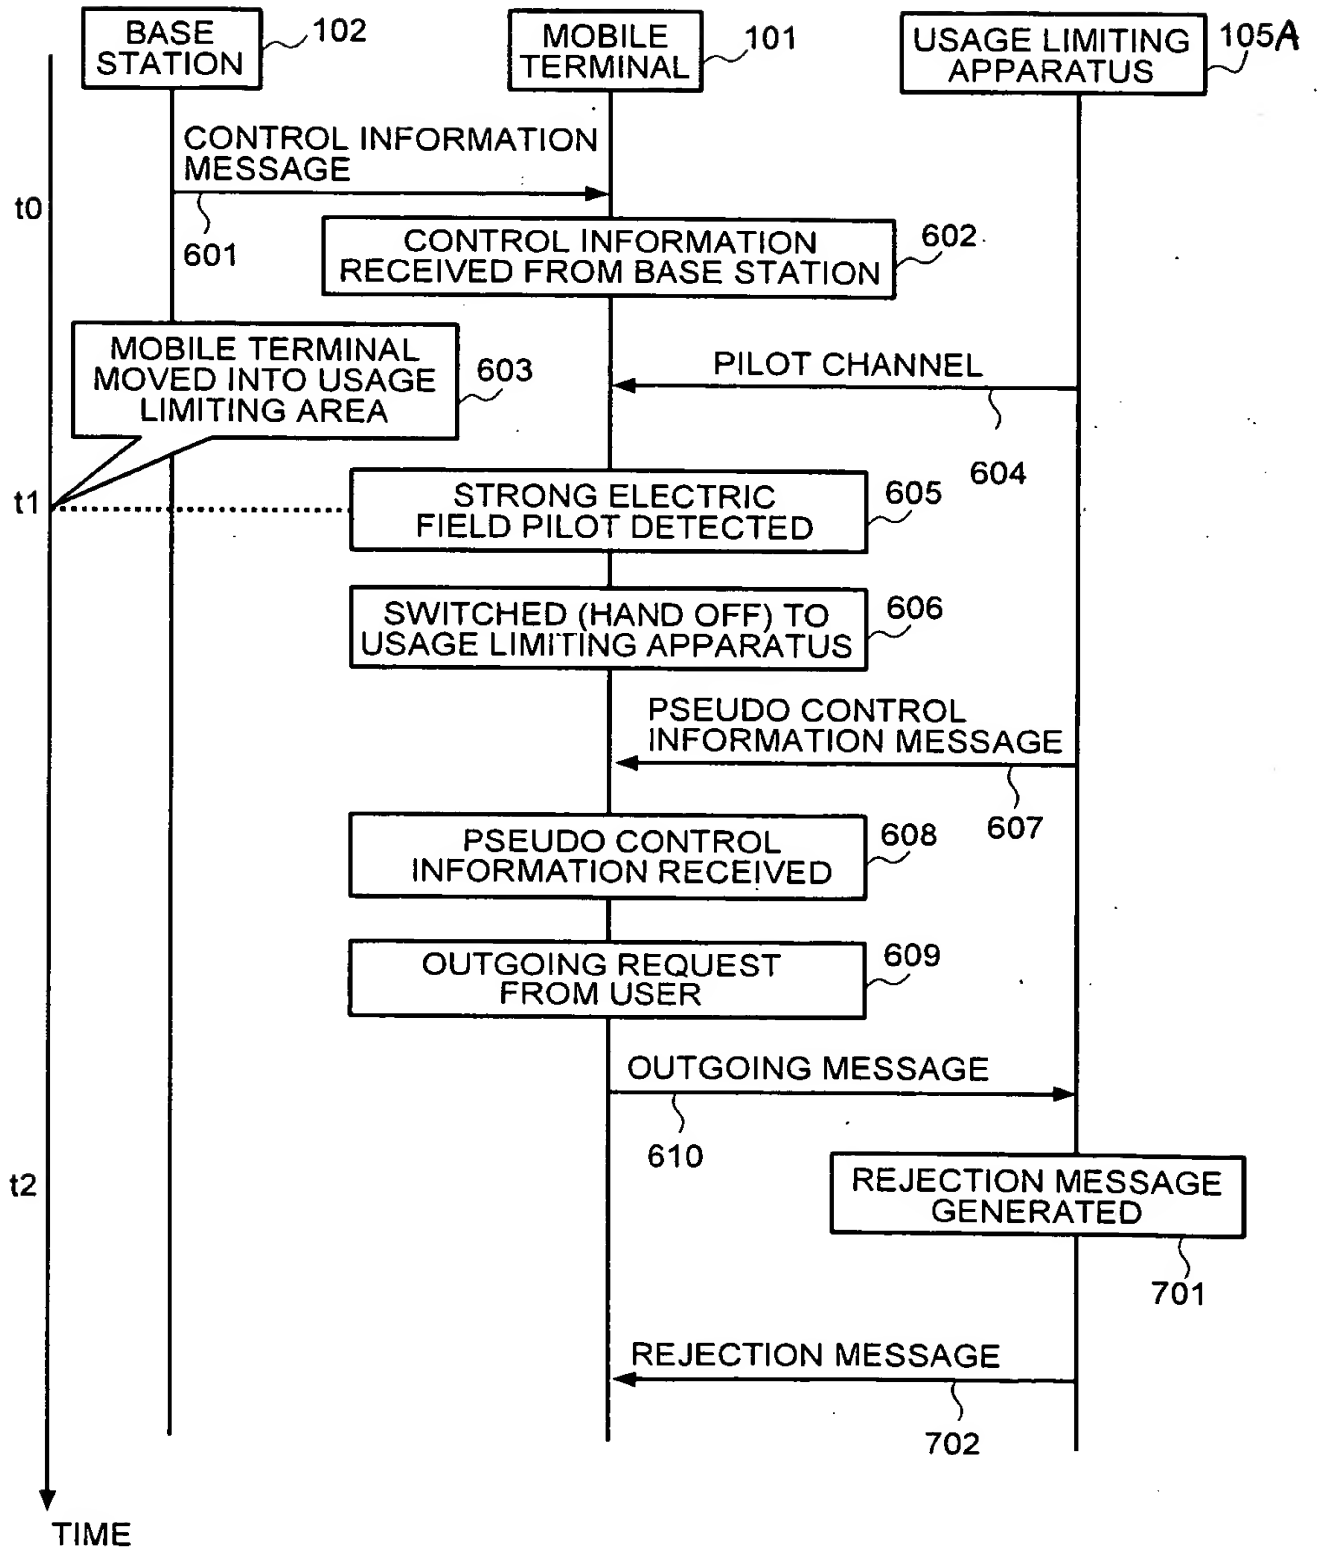 BASE
STATION
102
MOBILE
TERMINAL
101
USAGE LIMITING
APPARATUS
105A
CONTROL INFORMATION
MESSAGE
t0
601
CONTROL INFORMATION
RECEIVED FROM BASE STATION
602
MOBILE TERMINAL
MOVED INTO USAGE
LIMITING AREA
603
PILOT CHANNEL
604
t1
STRONG ELECTRIC
FIELD PILOT DETECTED
605
SWITCHED (HAND OFF) TO
USAGE LIMITING APPARATUS
606
PSEUDO CONTROL
INFORMATION MESSAGE
607
PSEUDO CONTROL
INFORMATION RECEIVED
608
OUTGOING REQUEST
FROM USER
609
OUTGOING MESSAGE
610
t2
REJECTION MESSAGE
GENERATED
701
REJECTION MESSAGE
702
TIME